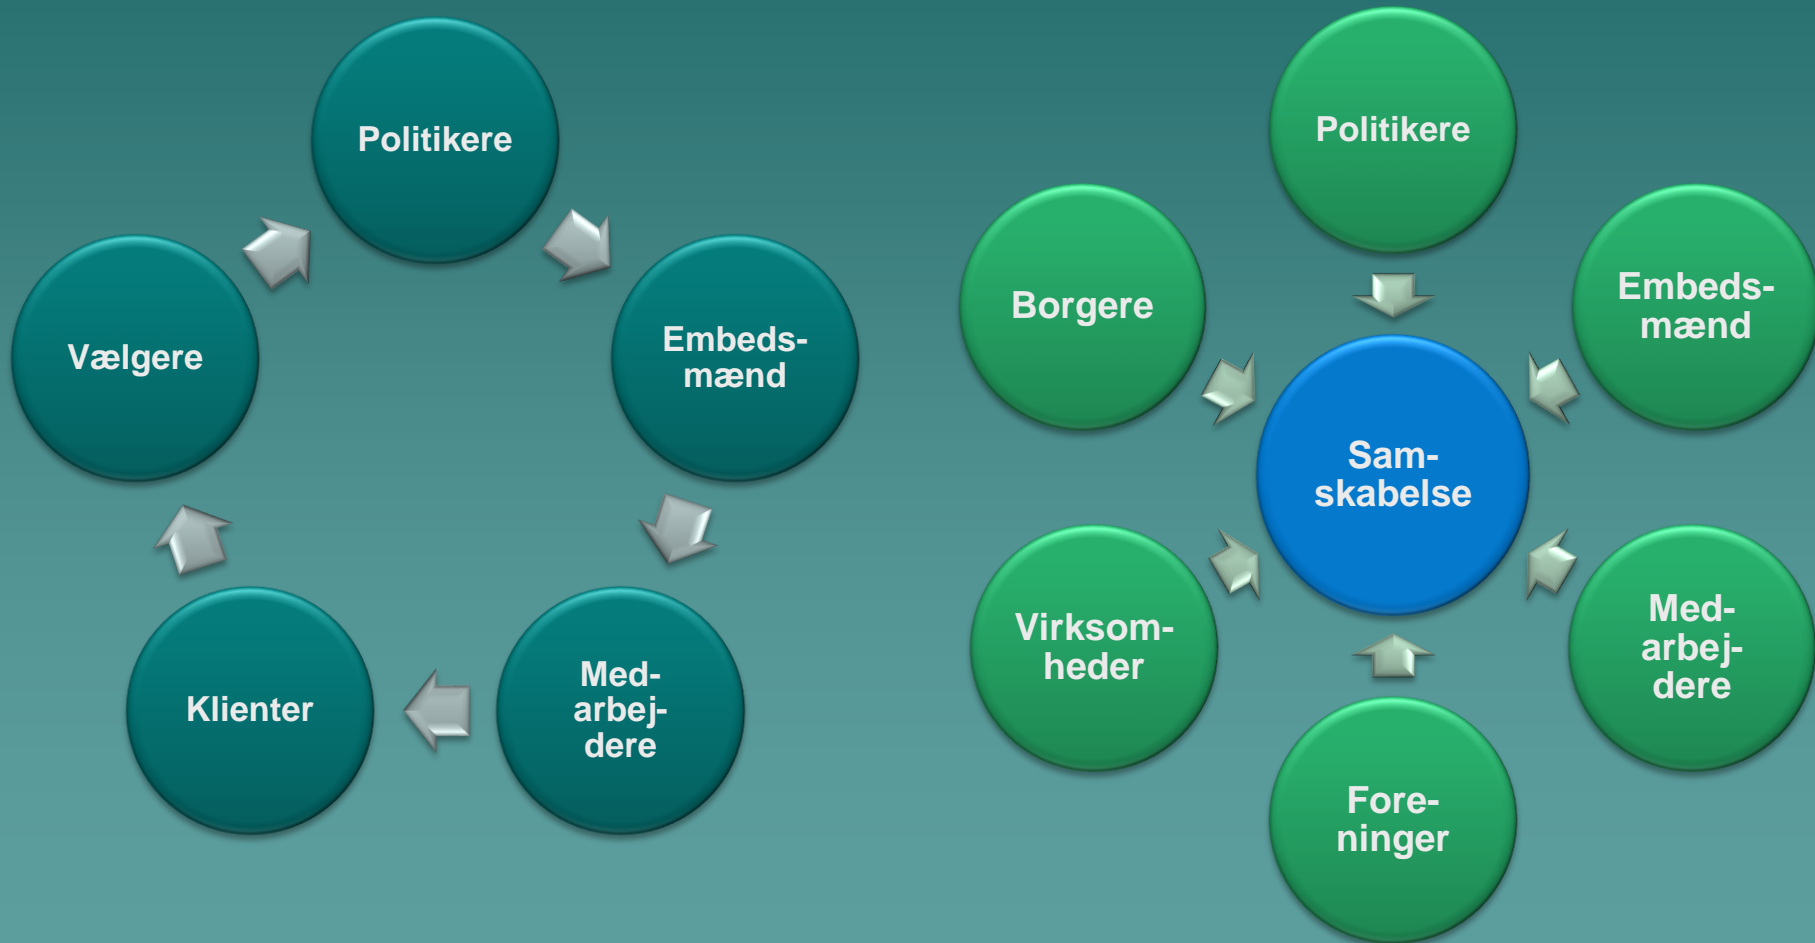 Politikere
Embeds-
mænd
Med-
arbej-
dere
Klienter
Vælgere
Politikere
Embeds-
mænd
Med-
arbej-
dere
Fore-
ninger
Virksom-
heder
Borgere
Sam-
skabelse